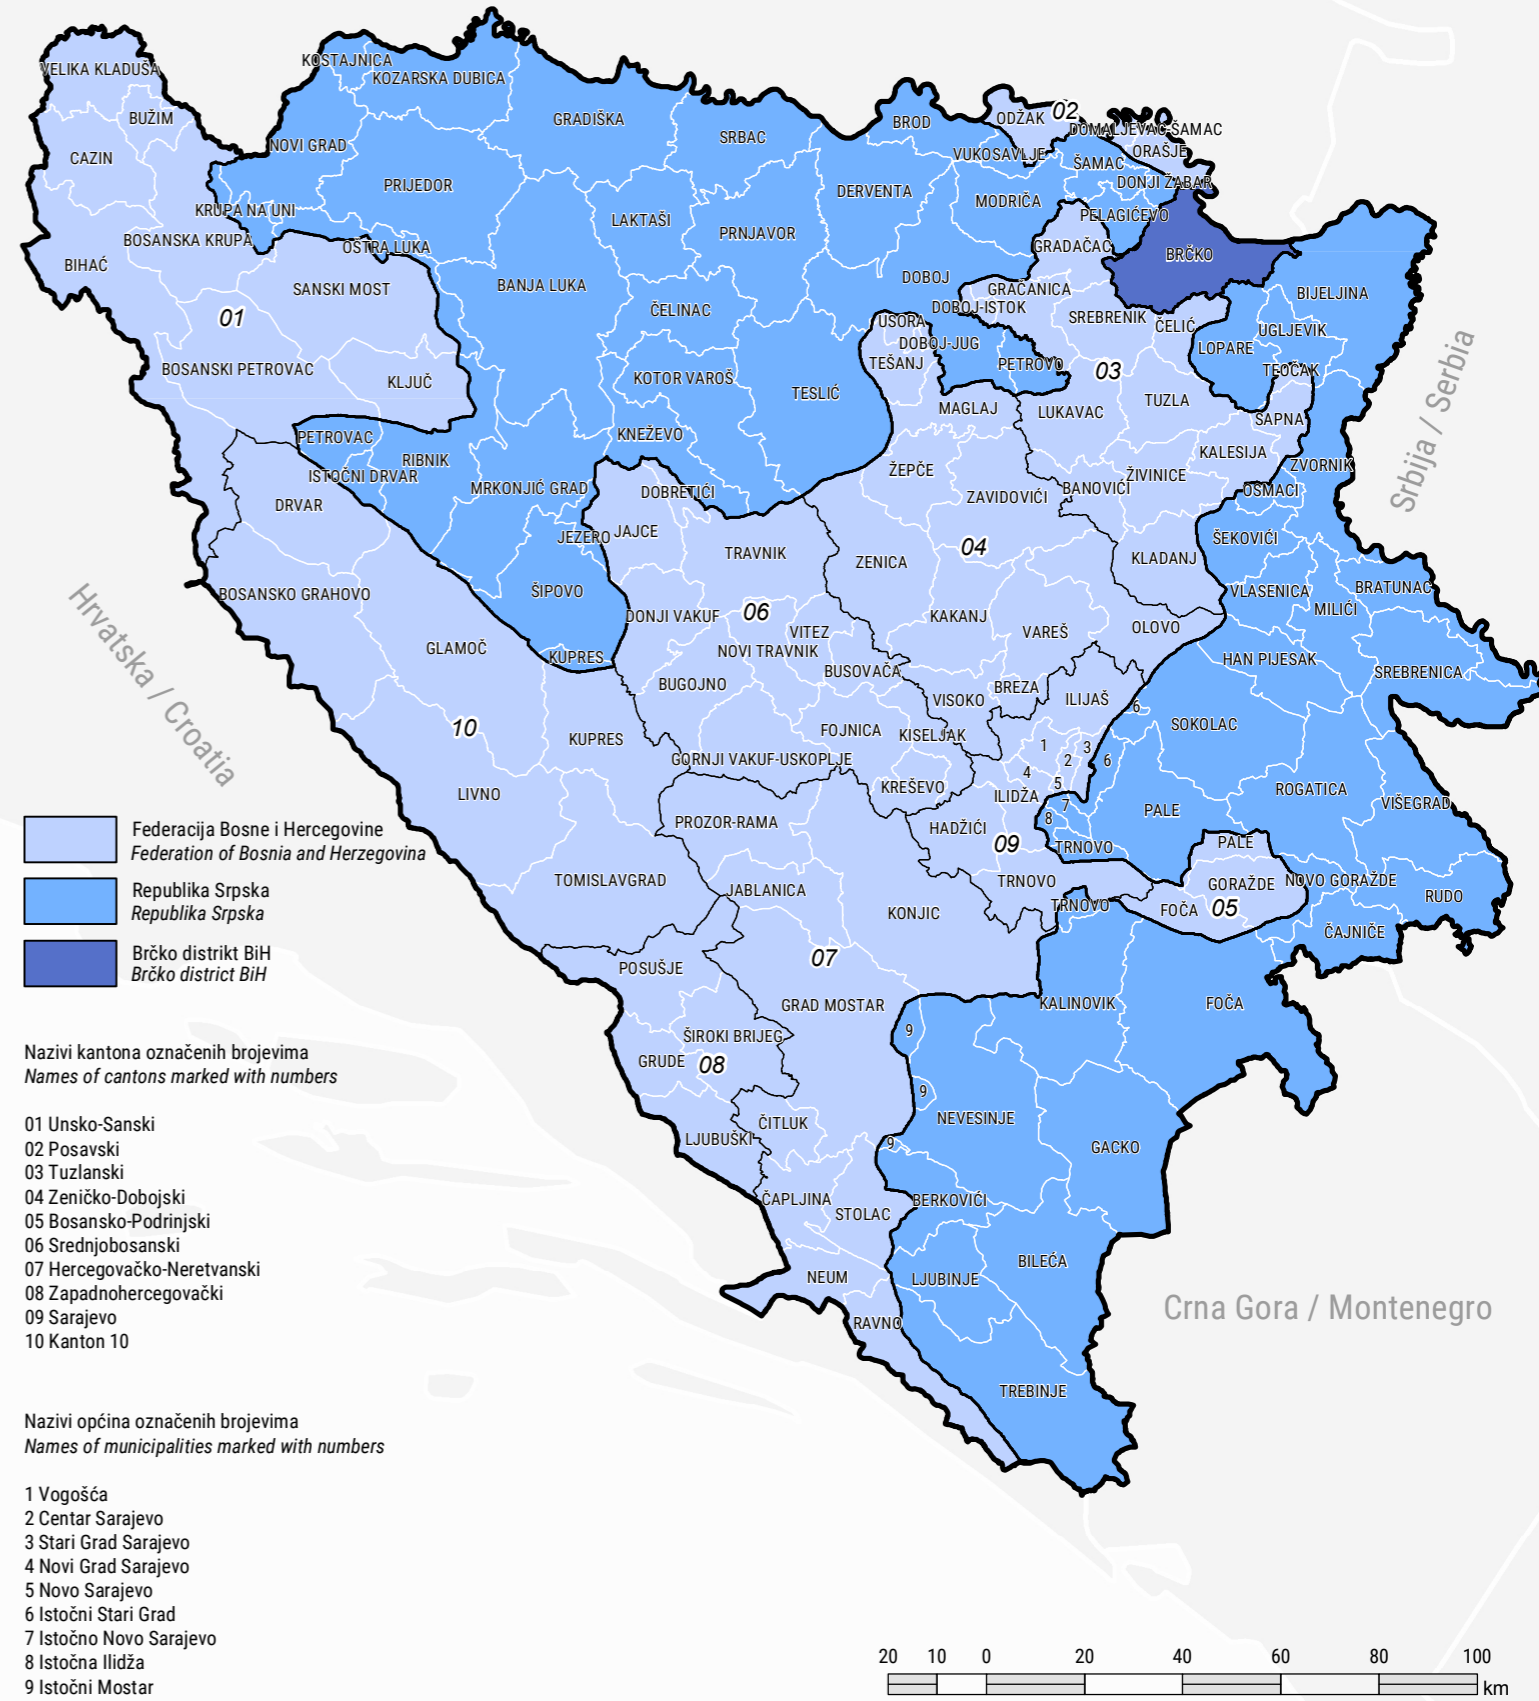 VELIKA KLADUŠA
KOSTAJNICA
KOZARSKA DUBICA
BUŽIM
CAZIN
NOVI GRAD
GRADIŠKA
SRBAC
BROD
ODŽAK
02
DOMALJEVAC-ŠAMAC
ORAŠJE
VUKOSAVLJE
ŠAMAC
DONJI ŽABAR
PRIJEDOR
DERVENTA
MODRIČA
KRUPA NA UNI
LAKTAŠI
PRNJAVOR
PELAGIĆEVO
BOSANSKA KRUPA
OŠTRA LUKA
GRADAČAC
BRČKO
BIHAĆ
SANSKI MOST
BANJA LUKA
DOBOJ
GRAČANICA
BIJELJINA
01
ČELINAC
DOBOJ-ISTOK
SREBRENIK
ČELIĆ
UGLJEVIK
USORA
DOBOJ-JUG
LOPARE
BOSANSKI PETROVAC
KLJUČ
KOTOR VAROŠ
TESLIĆ
TEŠANJ
PETROVO
03
TEOČAK
Srbija / Serbia
MAGLAJ
LUKAVAC
TUZLA
SAPNA
PETROVAC
KNEŽEVO
RIBNIK
KALESIJA
ISTOČNI DRVAR
ŽEPČE
ŽIVINICE
ZVORNIK
DRVAR
MRKONJIĆ GRAD
DOBRETIĆI
ZAVIDOVIĆI
BANOVIĆI
OSMACI
JEZERO
JAJCE
TRAVNIK
ZENICA
04
KLADANJ
ŠEKOVIĆI
BOSANSKO GRAHOVO
ŠIPOVO
VLASENICA
BRATUNAC
MILIĆI
Hrvatska / Croatia
DONJI VAKUF
06
VITEZ
KAKANJ
VAREŠ
OLOVO
GLAMOČ
KUPRES
NOVI TRAVNIK
BUSOVAČA
HAN PIJESAK
SREBRENICA
BUGOJNO
VISOKO
BREZA
ILIJAŠ
6
SOKOLAC
10
KUPRES
FOJNICA
KISELJAK
1
3
2
6
GORNJI VAKUF-USKOPLJE
4
5
LIVNO
KREŠEVO
ILIDŽA
7
ROGATICA
VIŠEGRAD
PROZOR-RAMA
HADŽIĆI
8
PALE
09
TRNOVO
PALE
TOMISLAVGRAD
JABLANICA
TRNOVO
GORAŽDE
NOVO GORAŽDE
RUDO
KONJIC
TRNOVO
FOČA
05
ČAJNIČE
POSUŠJE
07
GRAD MOSTAR
KALINOVIK
FOČA
9
ŠIROKI BRIJEG
GRUDE
08
9
NEVESINJE
ČITLUK
LJUBUŠKI
9
GACKO
ČAPLJINA
STOLAC
BERKOVIĆI
NEUM
LJUBINJE
BILEĆA
RAVNO
TREBINJE
Crna Gora / Montenegro
Federacija Bosne i Hercegovine
Federation of Bosnia and Herzegovina
Republika Srpska
Republika Srpska
Brčko distrikt BiH
Brčko district BiH
Nazivi kantona označenih brojevima
Names of cantons marked with numbers
01 Unsko-Sanski
02 Posavski
03 Tuzlanski
04 Zeničko-Dobojski
05 Bosansko-Podrinjski
06 Srednjobosanski
07 Hercegovačko-Neretvanski
08 Zapadnohercegovački
09 Sarajevo
10 Kanton 10
Nazivi općina označenih brojevima
Names of municipalities marked with numbers
1 Vogošća
2 Centar Sarajevo
3 Stari Grad Sarajevo
4 Novi Grad Sarajevo
5 Novo Sarajevo
6 Istočni Stari Grad
7 Istočno Novo Sarajevo
8 Istočna Ilidža
9 Istočni Mostar
20 10 0 20 40 60 80 100
km